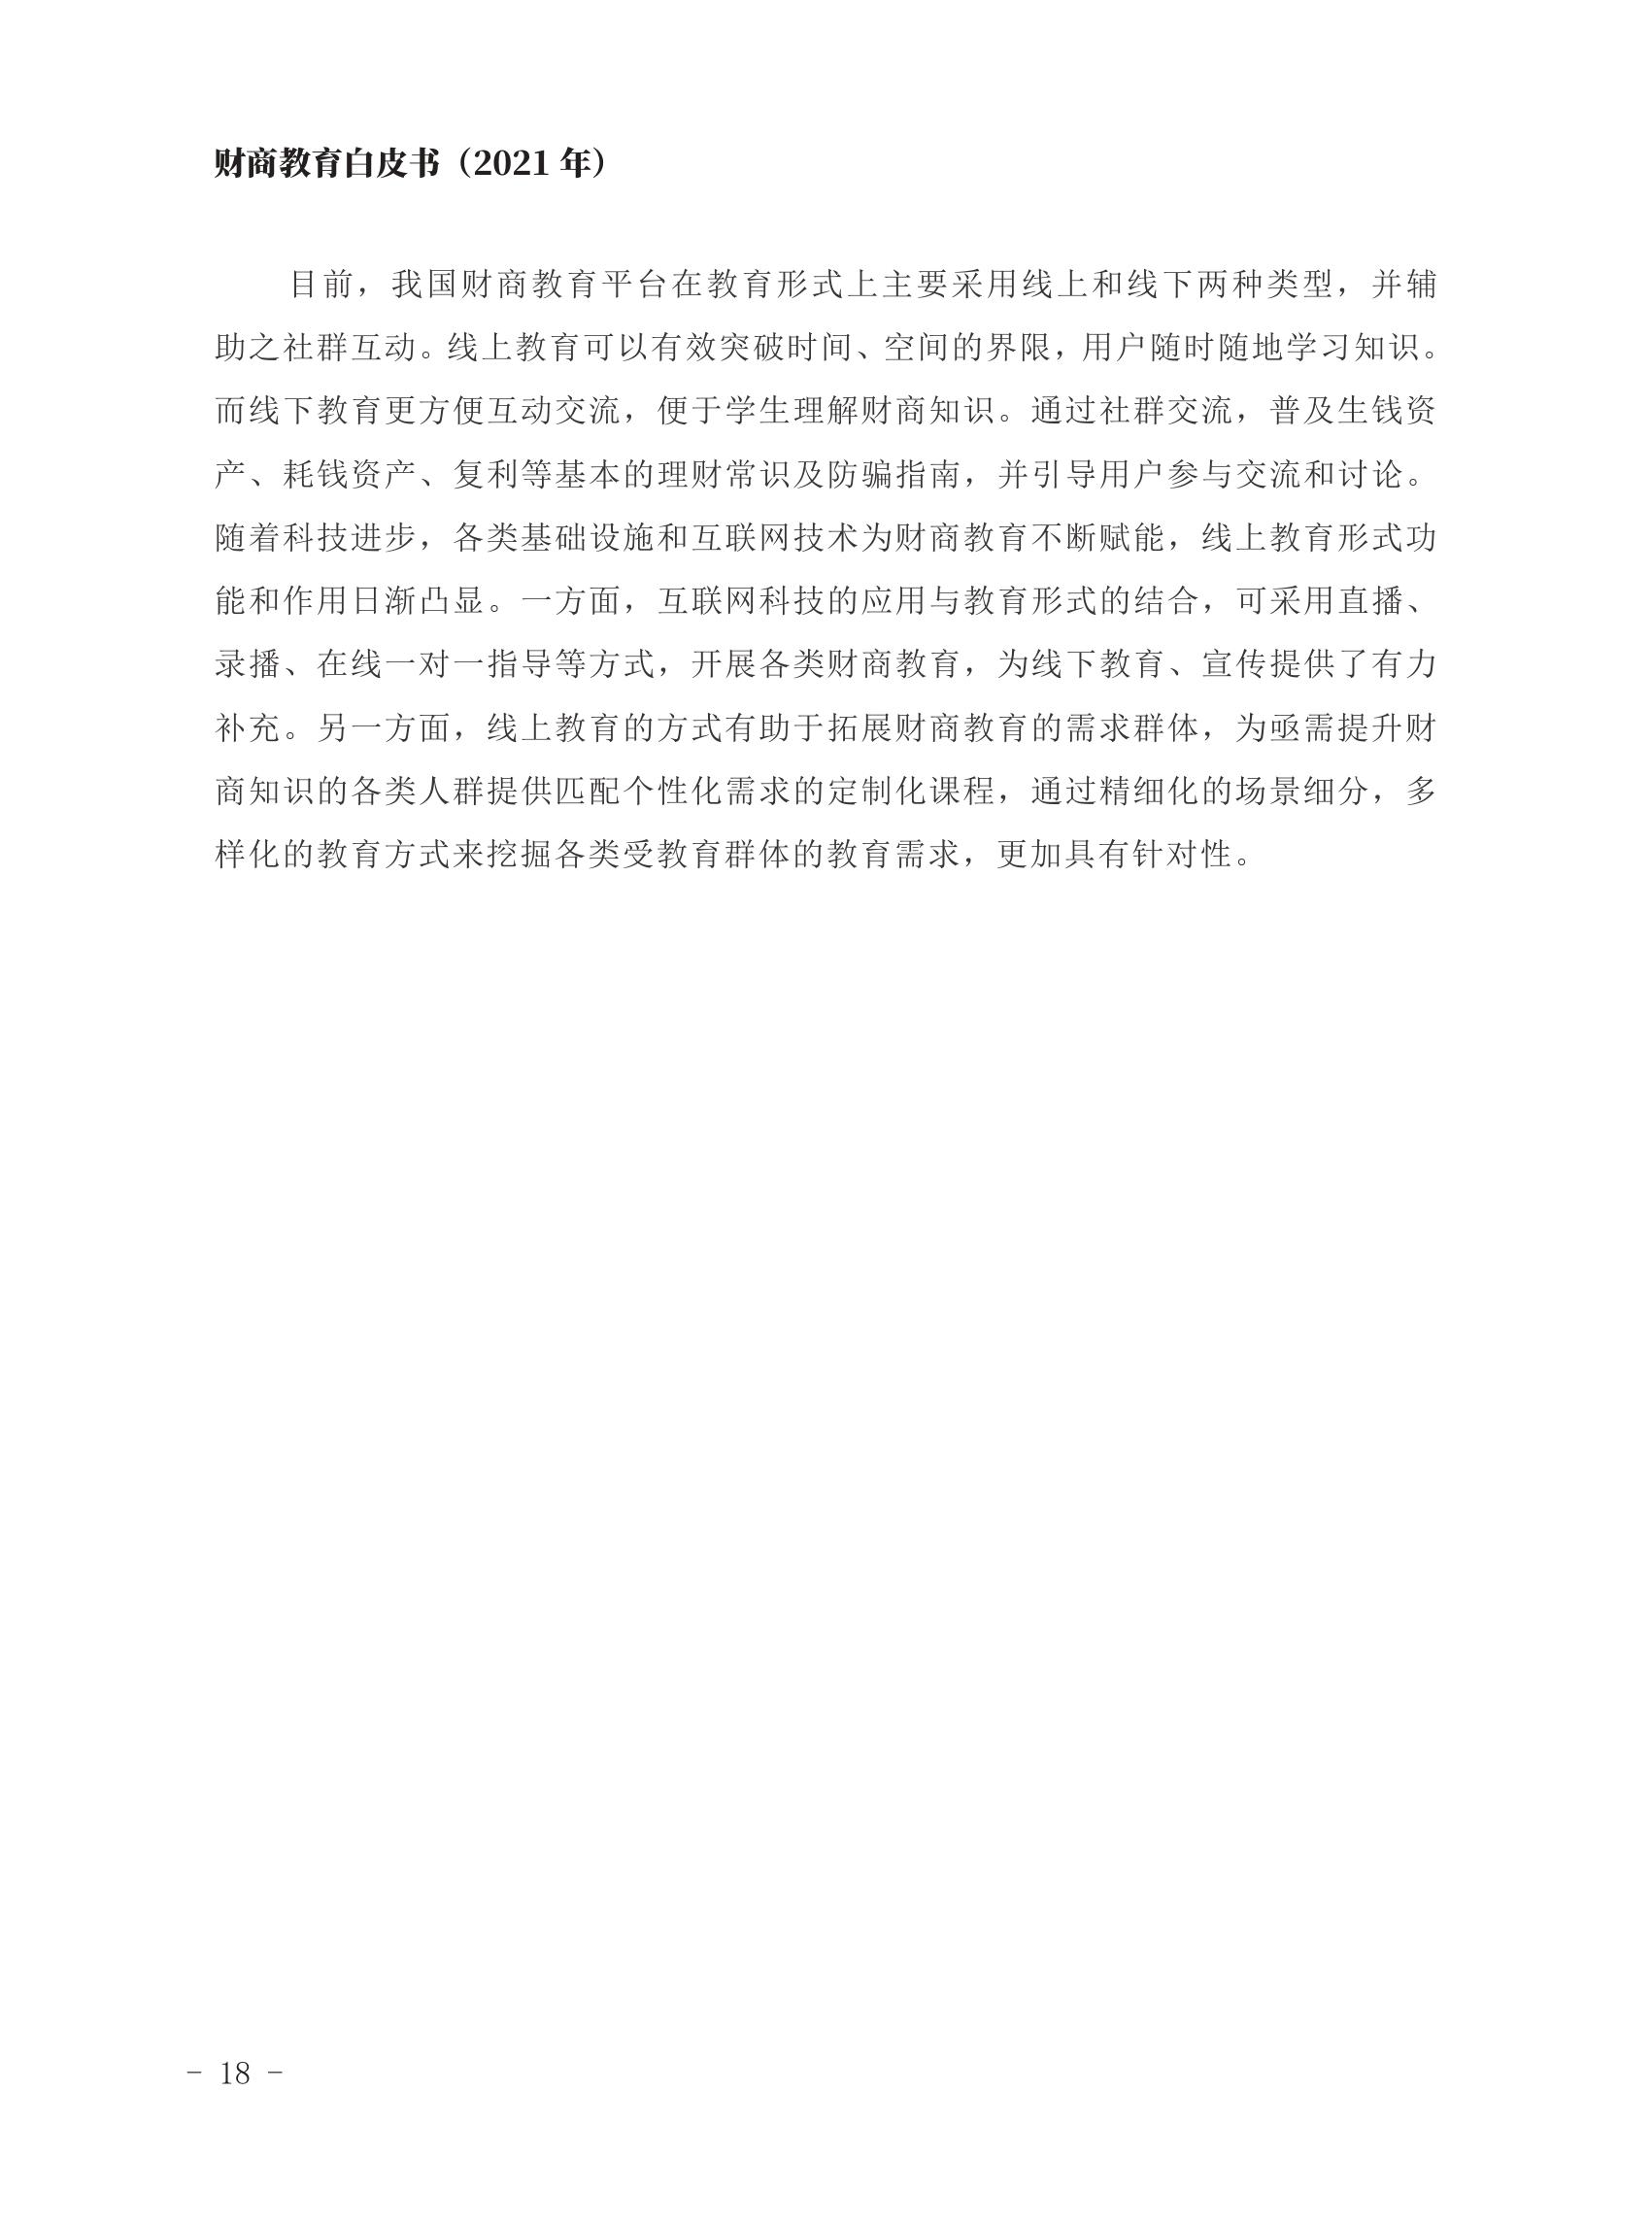 财商教育白皮书（2021 年）
目前，我国财商教育平台在教育形式上主要采用线上和线下两种类型，并辅
助之社群互动。线上教育可以有效突破时间、空间的界限，用户随时随地学习知识。
而线下教育更方便互动交流，便于学生理解财商知识。通过社群交流，普及生钱资
产、耗钱资产、复利等基本的理财常识及防骗指南，并引导用户参与交流和讨论。
随着科技进步，各类基础设施和互联网技术为财商教育不断赋能，线上教育形式功
能和作用日渐凸显。一方面，互联网科技的应用与教育形式的结合，可采用直播、
录播、在线一对一指导等方式，开展各类财商教育，为线下教育、宣传提供了有力
补充。另一方面，线上教育的方式有助于拓展财商教育的需求群体，为亟需提升财
商知识的各类人群提供匹配个性化需求的定制化课程，通过精细化的场景细分，多
样化的教育方式来挖掘各类受教育群体的教育需求，更加具有针对性。
- 18 -